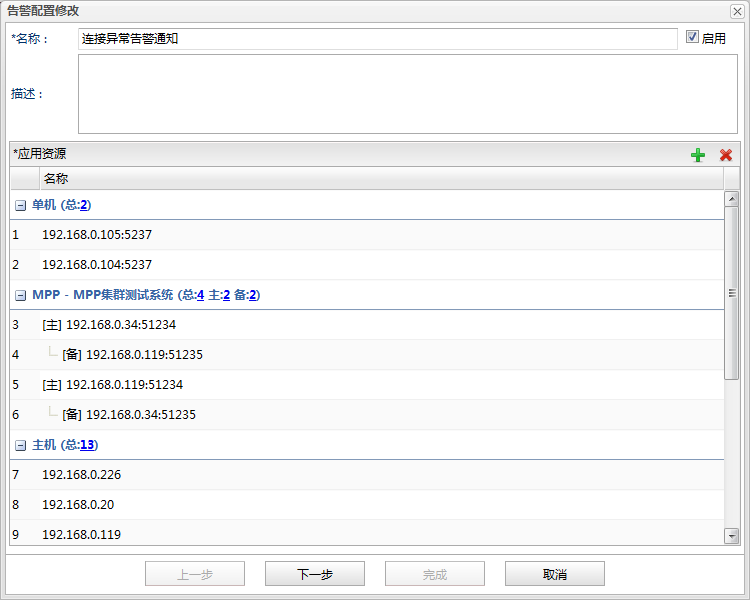 告警配置修改
*名称： 连接异常告警通知 启用
描述：
*应用资源
名称
单机 (总:2)
1 192.168.0.105:5237
2 192.168.0.104:5237
MPP - MPP集群测试系统 (总:4 主:2 备:2)
3 [主] 192.168.0.34:51234
4 [备] 192.168.0.119:51235
5 [主] 192.168.0.119:51234
6 [备] 192.168.0.34:51235
主机 (总:13)
7 192.168.0.226
8 192.168.0.20
9 192.168.0.119
上一步 下一步 完成 取消